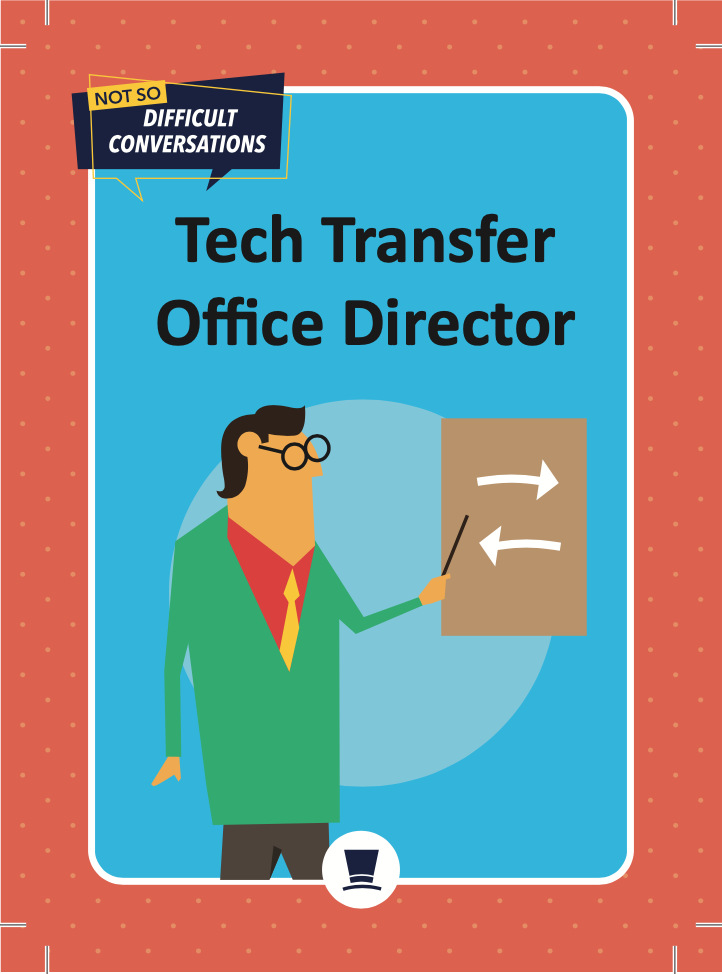 NOT SO
DIFFICULT
CONVERSATIONS
Tech Transfer
Office Director